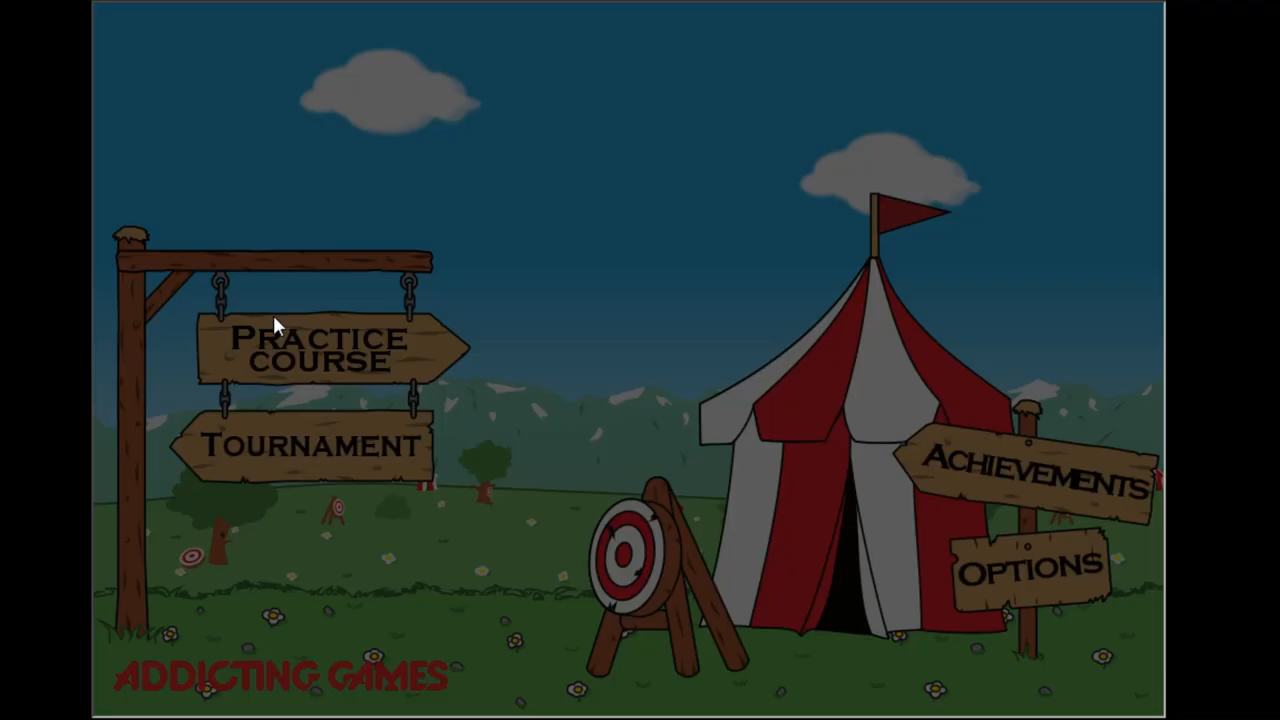 PRACTICE
COURSE
TOURNAMENT
ACHIEVEMENTS
OPTIONS
ADDICTING GAMES